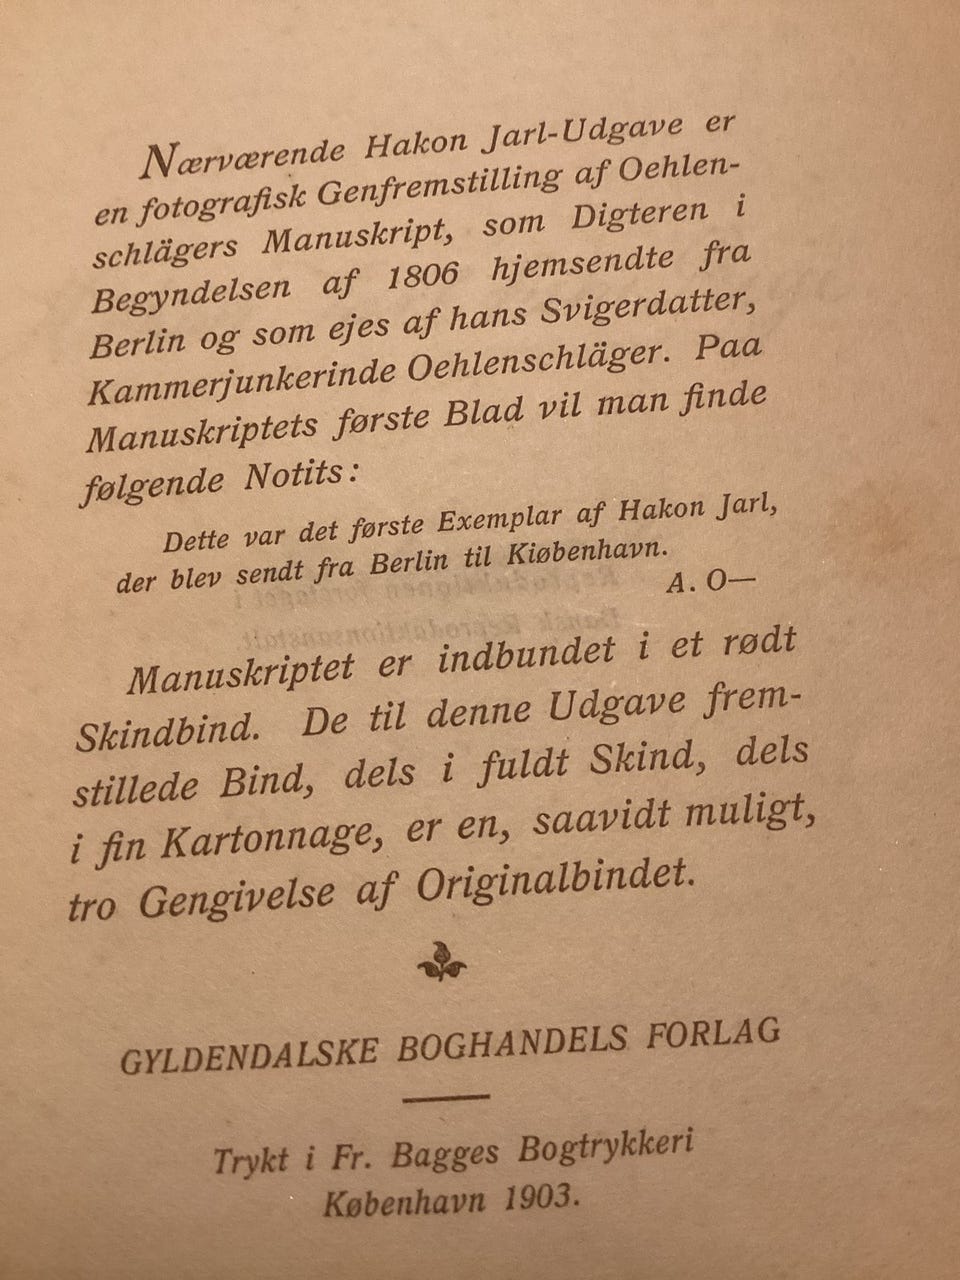 Nærværende Hakon Jarl-Udgave er
en fotografisk Genfremstilling af Oehlen-
schlägers Manuskript, som Digteren i
Begyndelsen af 1806 hjemsendte fra
Berlin og som ejes af hans Svigerdatter,
Kammerjunkerinde Oehlenschläger. Paa
Manuskriptets første Blad vil man finde
følgende Notits:
Dette var det første Exemplar af Hakon Jarl,
der blev sendt fra Berlin til Kiøbenhavn.
A. O—
Manuskriptet er indbundet i et rødt
Skindbind. De til denne Udgave frem-
stillede Bind, dels i fuldt Skind, dels
i fin Kartonnage, er en, saavidt muligt,
tro Gengivelse af Originalbindet.
GYLDENDALSKE BOGHANDELS FORLAG
Trykt i Fr. Bagges Bogtrykkeri
København 1903.